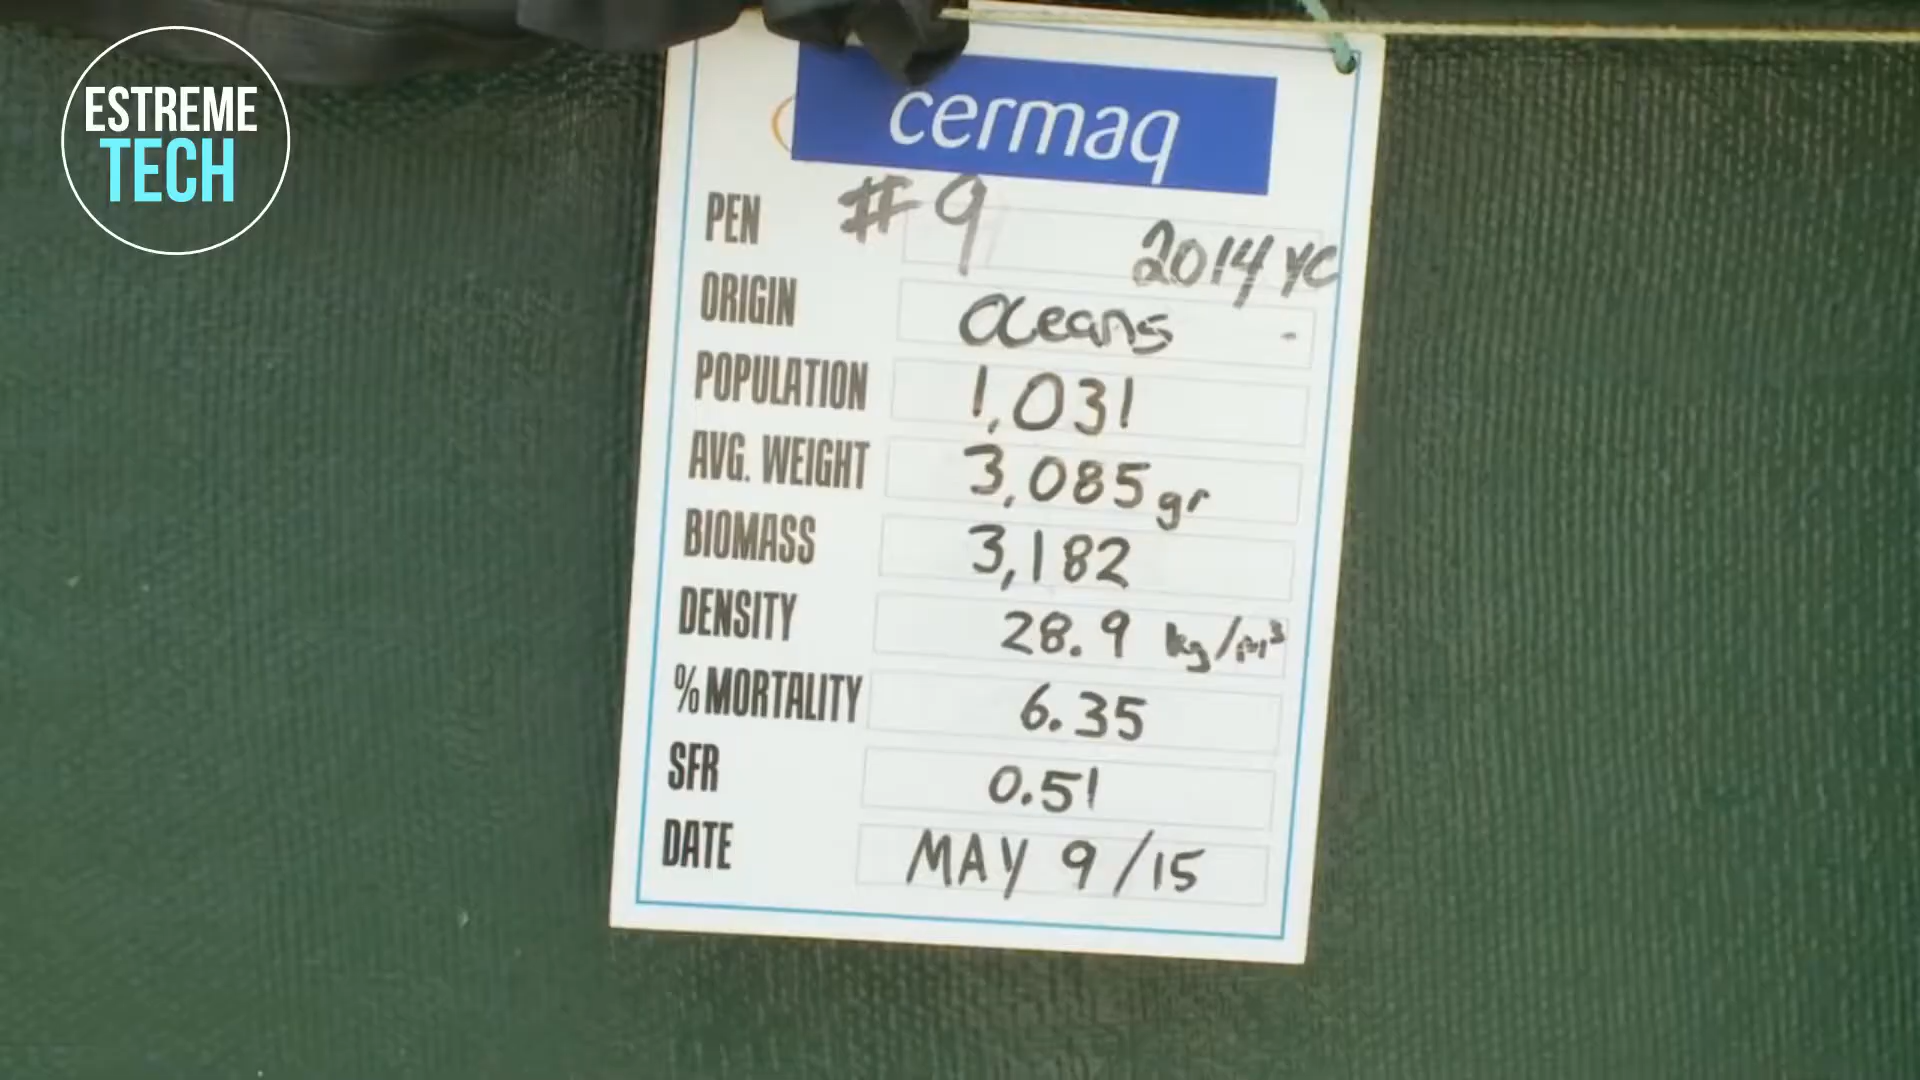 ESTREME
TECH
cermaq
PEN #9 2014 YC
ORIGIN Oceans -
POPULATION 1,031
AVG. WEIGHT 3,085 gr
BIOMASS 3,182
DENSITY 28.9 kg/m³
% MORTALITY 6.35
SFR 0.51
DATE MAY 9/15